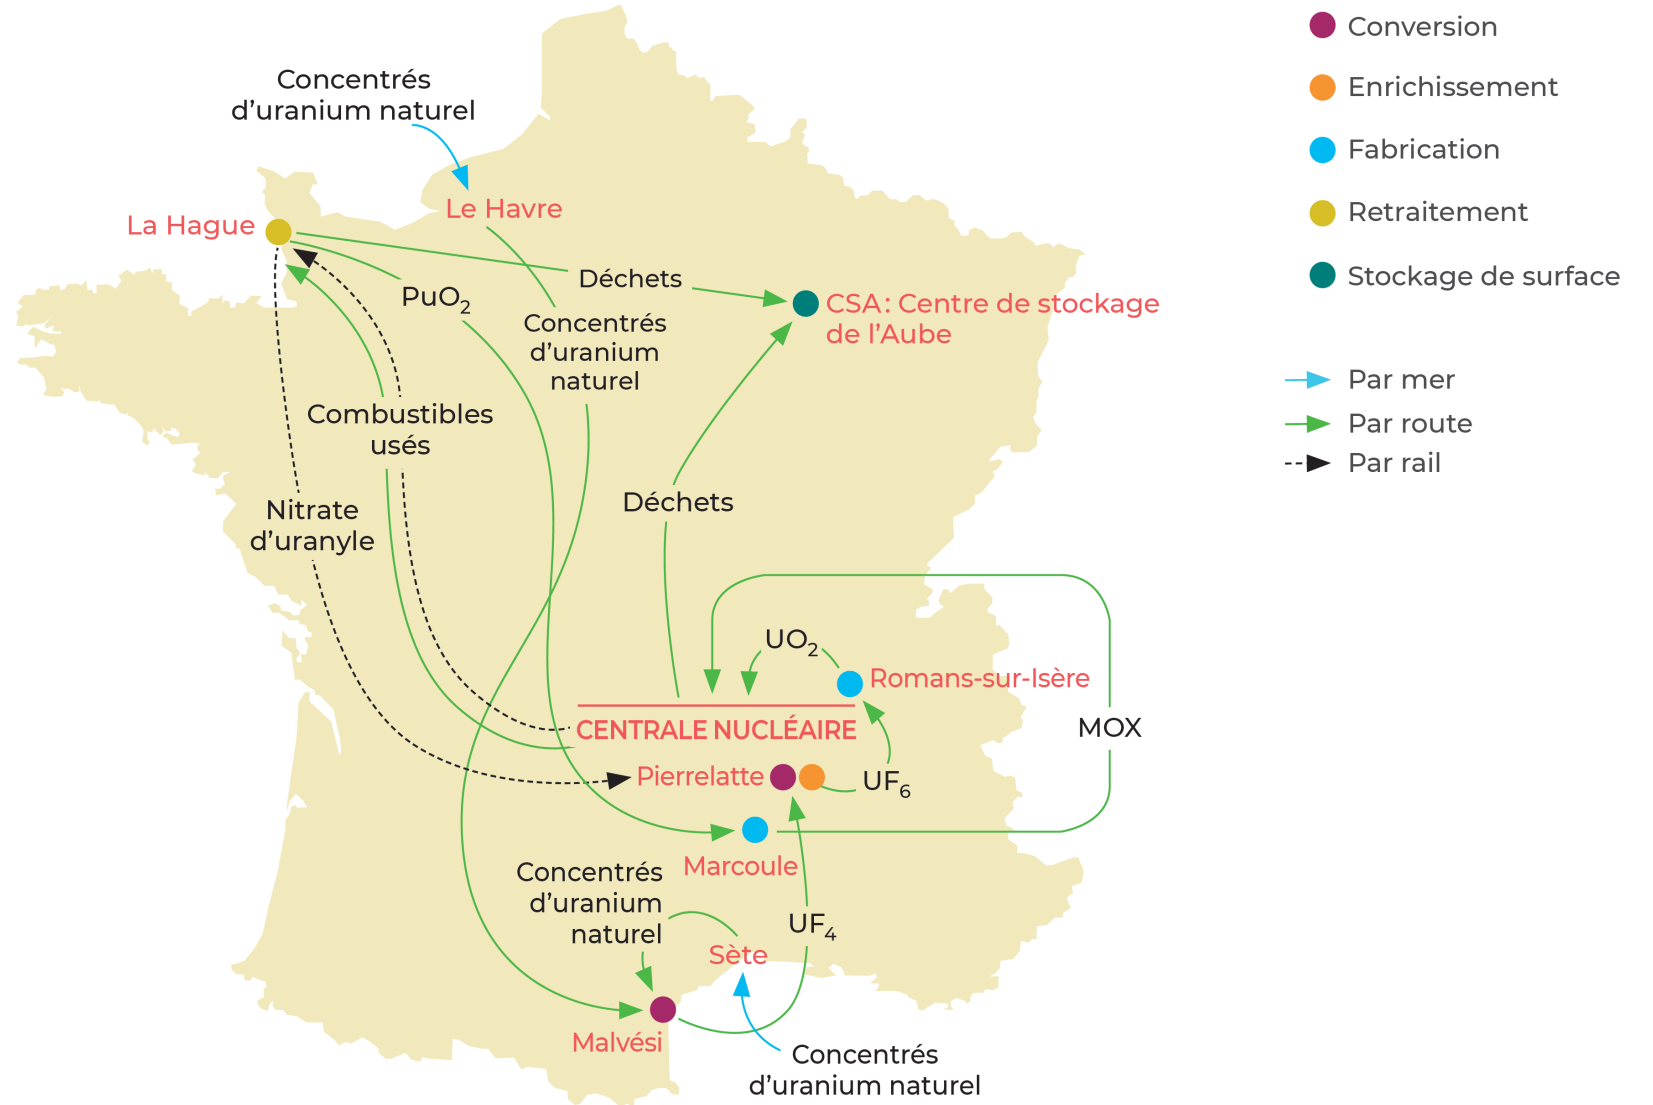 Concentrés
d’uranium naturel
Le Havre
La Hague
Déchets
PuO₂
CSA : Centre de stockage
de l’Aube
Concentrés
d’uranium
naturel
Combustibles
usés
Déchets
Nitrate
d’uranyle
UO₂
Romans-sur-Isère
CENTRALE NUCLÉAIRE
MOX
Pierrelatte
UF₆
Marcoule
Concentrés
d’uranium
naturel
UF₄
Sète
Malvési
Concentrés
d’uranium naturel
Conversion
Enrichissement
Fabrication
Retraitement
Stockage de surface
Par mer
Par route
Par rail